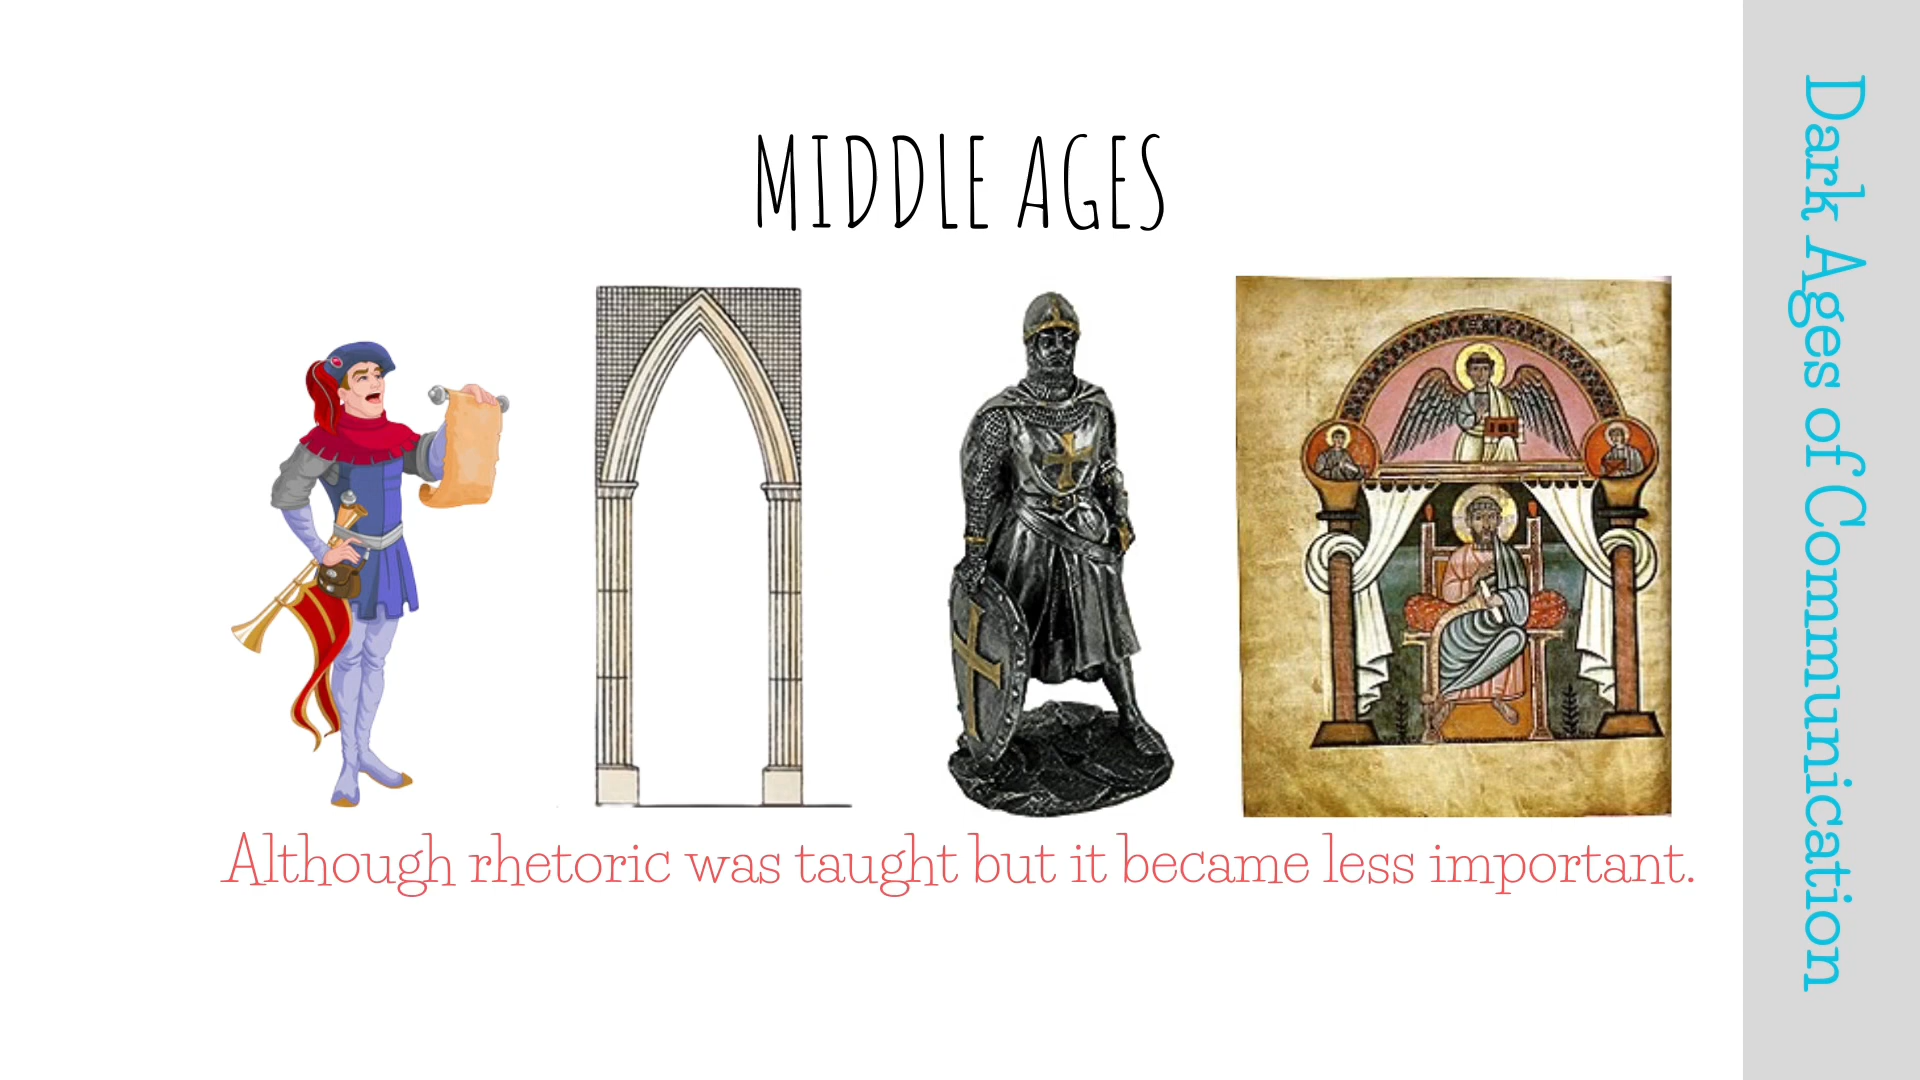 MIDDLE AGES
Although rhetoric was taught but it became less important.
Dark Ages of Communication